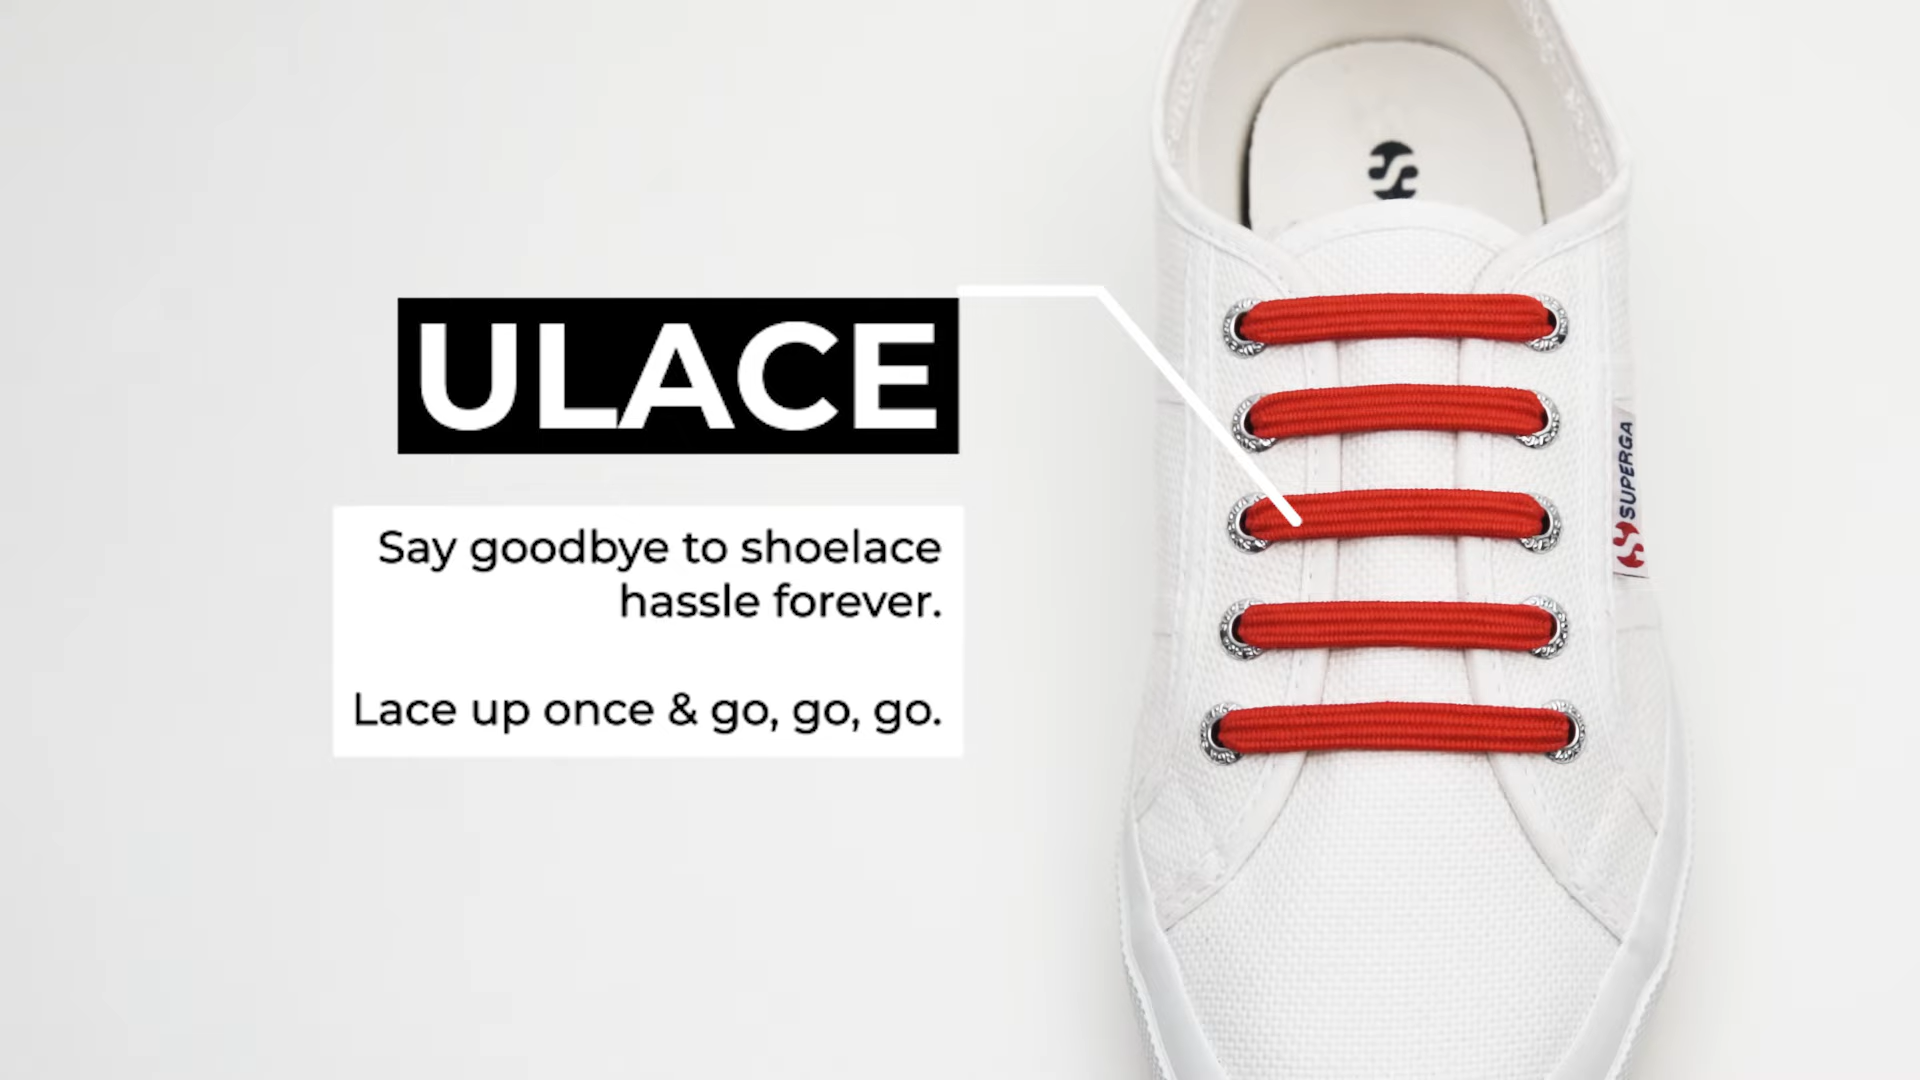 ULACE
Say goodbye to shoelace
hassle forever.
Lace up once & go, go, go.
SUPERGA